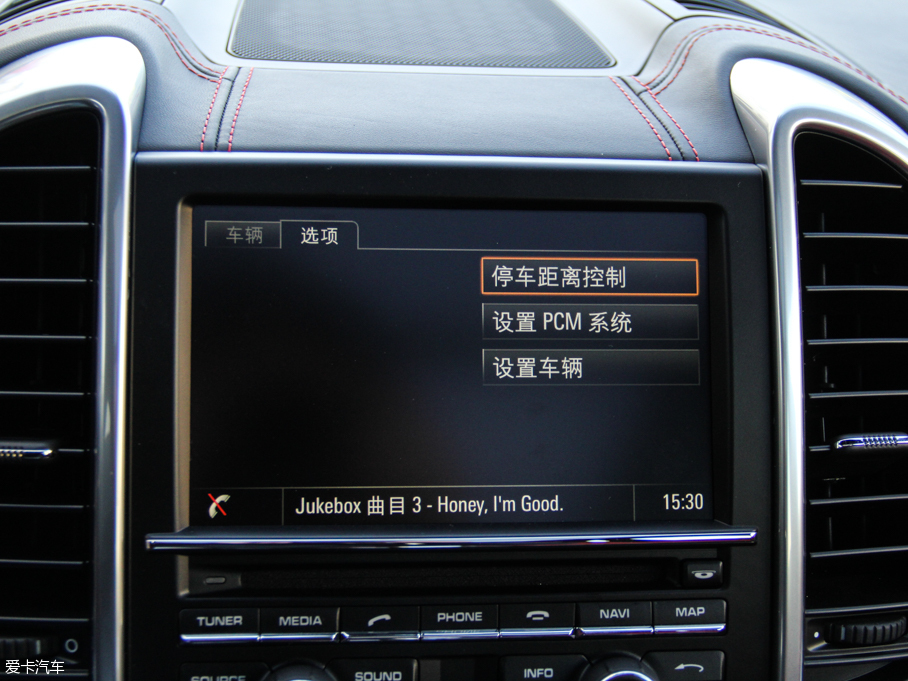 车辆 选项
停车距离控制
设置 PCM 系统
设置车辆
Jukebox 曲目 3 - Honey, I'm Good. 15:30
TUNER MEDIA PHONE NAVI MAP
SOURCE SOUND INFO
爱卡汽车